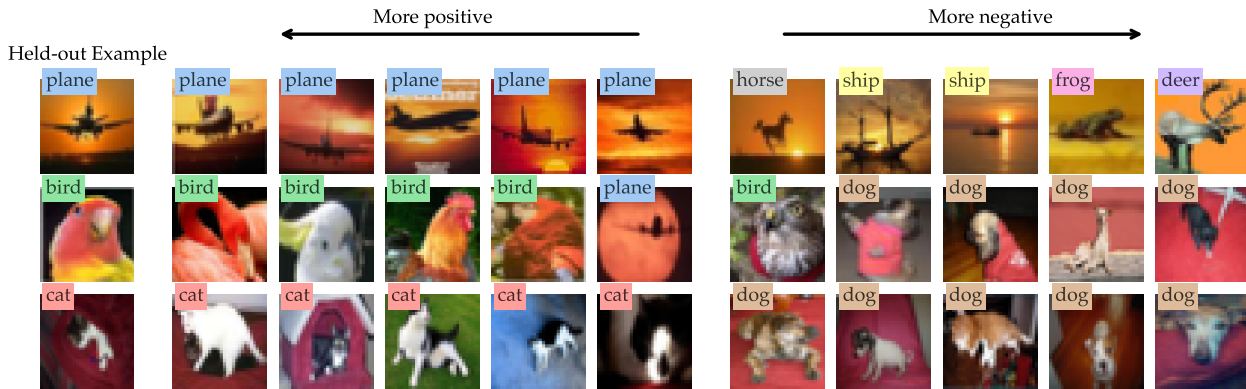 More positive
More negative
Held-out Example
plane plane plane plane plane plane horse ship ship frog deer
bird bird bird bird bird plane bird dog dog dog dog
cat cat cat cat cat cat dog dog dog dog dog